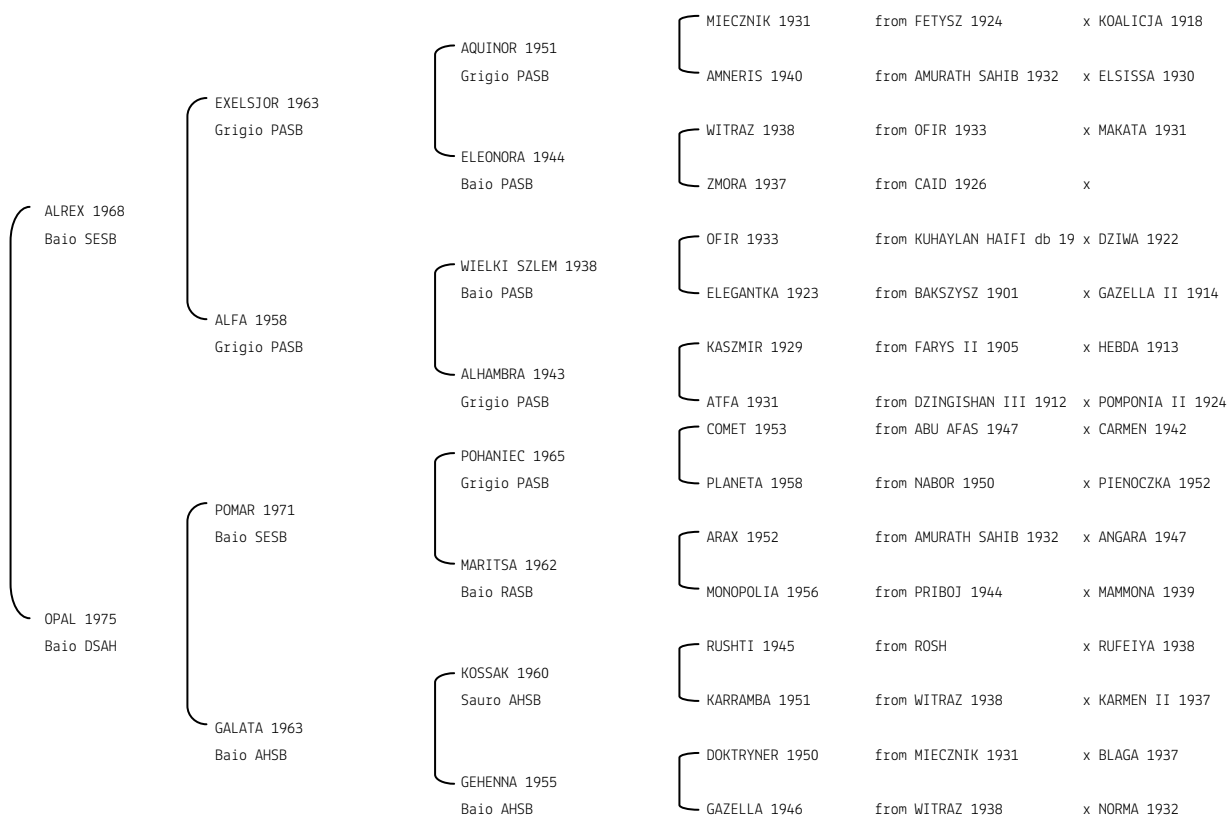 MIECZNIK 1931 from FETYSZ 1924 x KOALICJA 1918
AQUINOR 1951
Grigio PASB
AMNERIS 1940 from AMURATH SAHIB 1932 x ELSISSA 1930
EXELSJOR 1963
Grigio PASB
WITRAZ 1938 from OFIR 1933 x MAKATA 1931
ELEONORA 1944
Baio PASB
ZMORA 1937 from CAID 1926 x
ALREX 1968
Baio SESB
OFIR 1933 from KUHAYLAN HAIFI db 19 x DZIWA 1922
WIELKI SZLEM 1938
Baio PASB
ELEGANTKA 1923 from BAKSZYSZ 1901 x GAZELLA II 1914
ALFA 1958
Grigio PASB
KASZMIR 1929 from FARYS II 1905 x HEBDA 1913
ALHAMBRA 1943
Grigio PASB
ATFA 1931 from DZINGISHAN III 1912 x POMPONIA II 1924
COMET 1953 from ABU AFAS 1947 x CARMEN 1942
POHANIEC 1965
Grigio PASB
PLANETA 1958 from NABOR 1950 x PIENOCZKA 1952
POMAR 1971
Baio SESB
ARAX 1952 from AMURATH SAHIB 1932 x ANGARA 1947
MARITSA 1962
Baio RASB
MONOPOLIA 1956 from PRIBOJ 1944 x MAMMONA 1939
OPAL 1975
Baio DSAH
RUSHTI 1945 from ROSH x RUFEIYA 1938
KOSSAK 1960
Sauro AHSB
KARRAMBA 1951 from WITRAZ 1938 x KARMEN II 1937
GALATA 1963
Baio AHSB
DOKTRYNER 1950 from MIECZNIK 1931 x BLAGA 1937
GEHENNA 1955
Baio AHSB
GAZELLA 1946 from WITRAZ 1938 x NORMA 1932